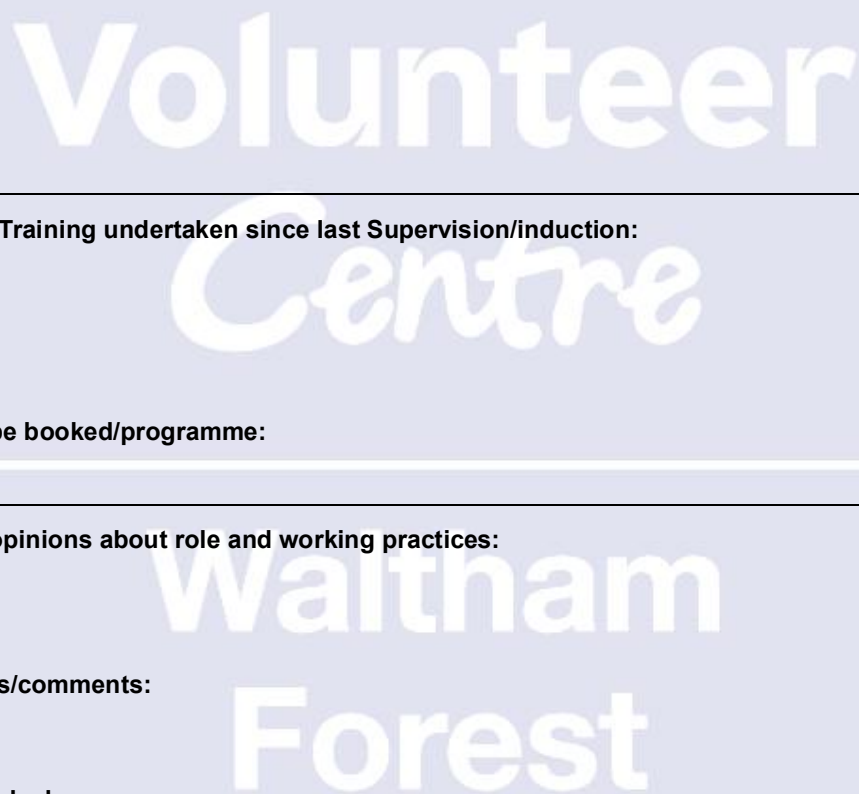 Volunteer
Training undertaken since last Supervision/induction:
Centre
be booked/programme:
opinions about role and working practices:
Waltham
s/comments:
Forest